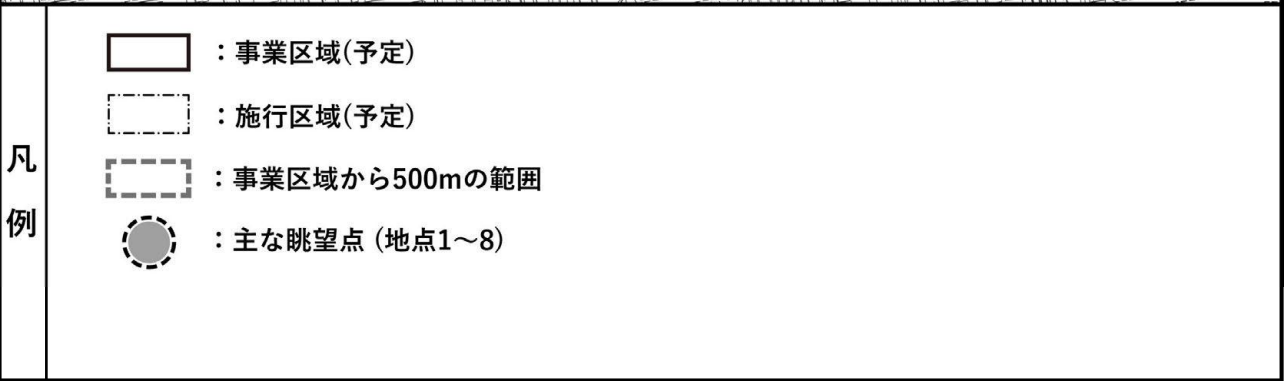 凡例
：事業区域(予定)
：施行区域(予定)
：事業区域から500mの範囲
：主な眺望点 (地点1～8)